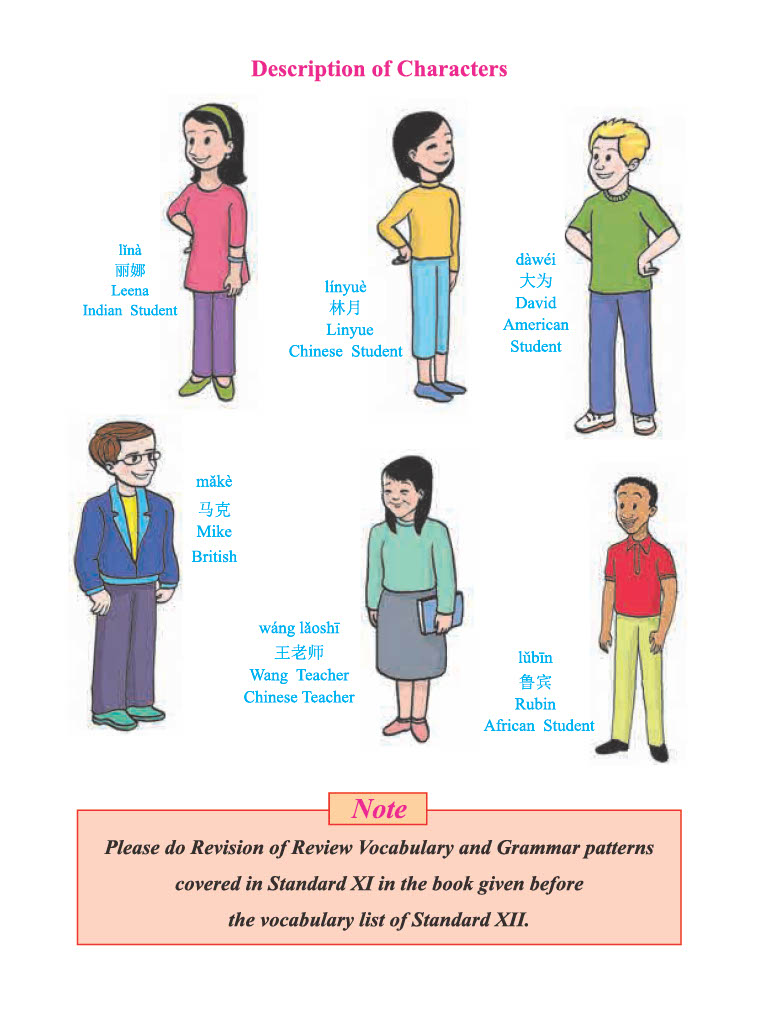 Description of Characters
lǐnà
丽娜
Leena
Indian Student
línyuè
林月
Linyue
Chinese Student
dàwéi
大为
David
American
Student
mǎkè
马克
Mike
British
wáng lǎoshī
王老师
Wang Teacher
Chinese Teacher
lǔbīn
鲁宾
Rubin
African Student
Note
Please do Revision of Review Vocabulary and Grammar patterns
covered in Standard XI in the book given before
the vocabulary list of Standard XII.